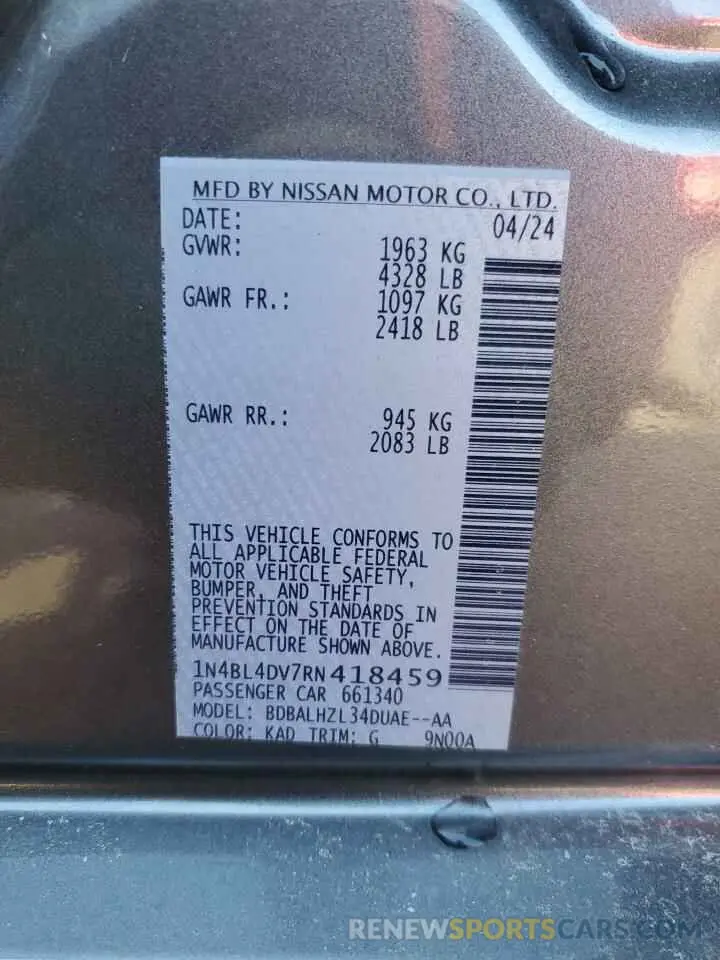 MFD BY NISSAN MOTOR CO., LTD.
DATE: 04/24
GVWR: 1963 KG
4328 LB
GAWR FR.: 1097 KG
2418 LB
GAWR RR.: 945 KG
2083 LB
THIS VEHICLE CONFORMS TO
ALL APPLICABLE FEDERAL
MOTOR VEHICLE SAFETY,
BUMPER, AND THEFT
PREVENTION STANDARDS IN
EFFECT ON THE DATE OF
MANUFACTURE SHOWN ABOVE.
1N4BL4DV7RN418459
PASSENGER CAR 661340
MODEL: BDBALHZL34DUAE--AA
COLOR: KAD TRIM: G 9N00A
RENEWSPORTSCARS.COM